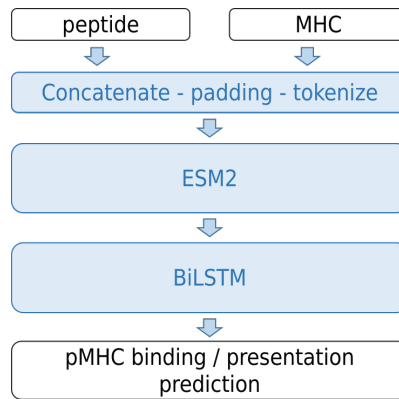 peptide
MHC
Concatenate - padding - tokenize
ESM2
BiLSTM
pMHC binding / presentation
prediction